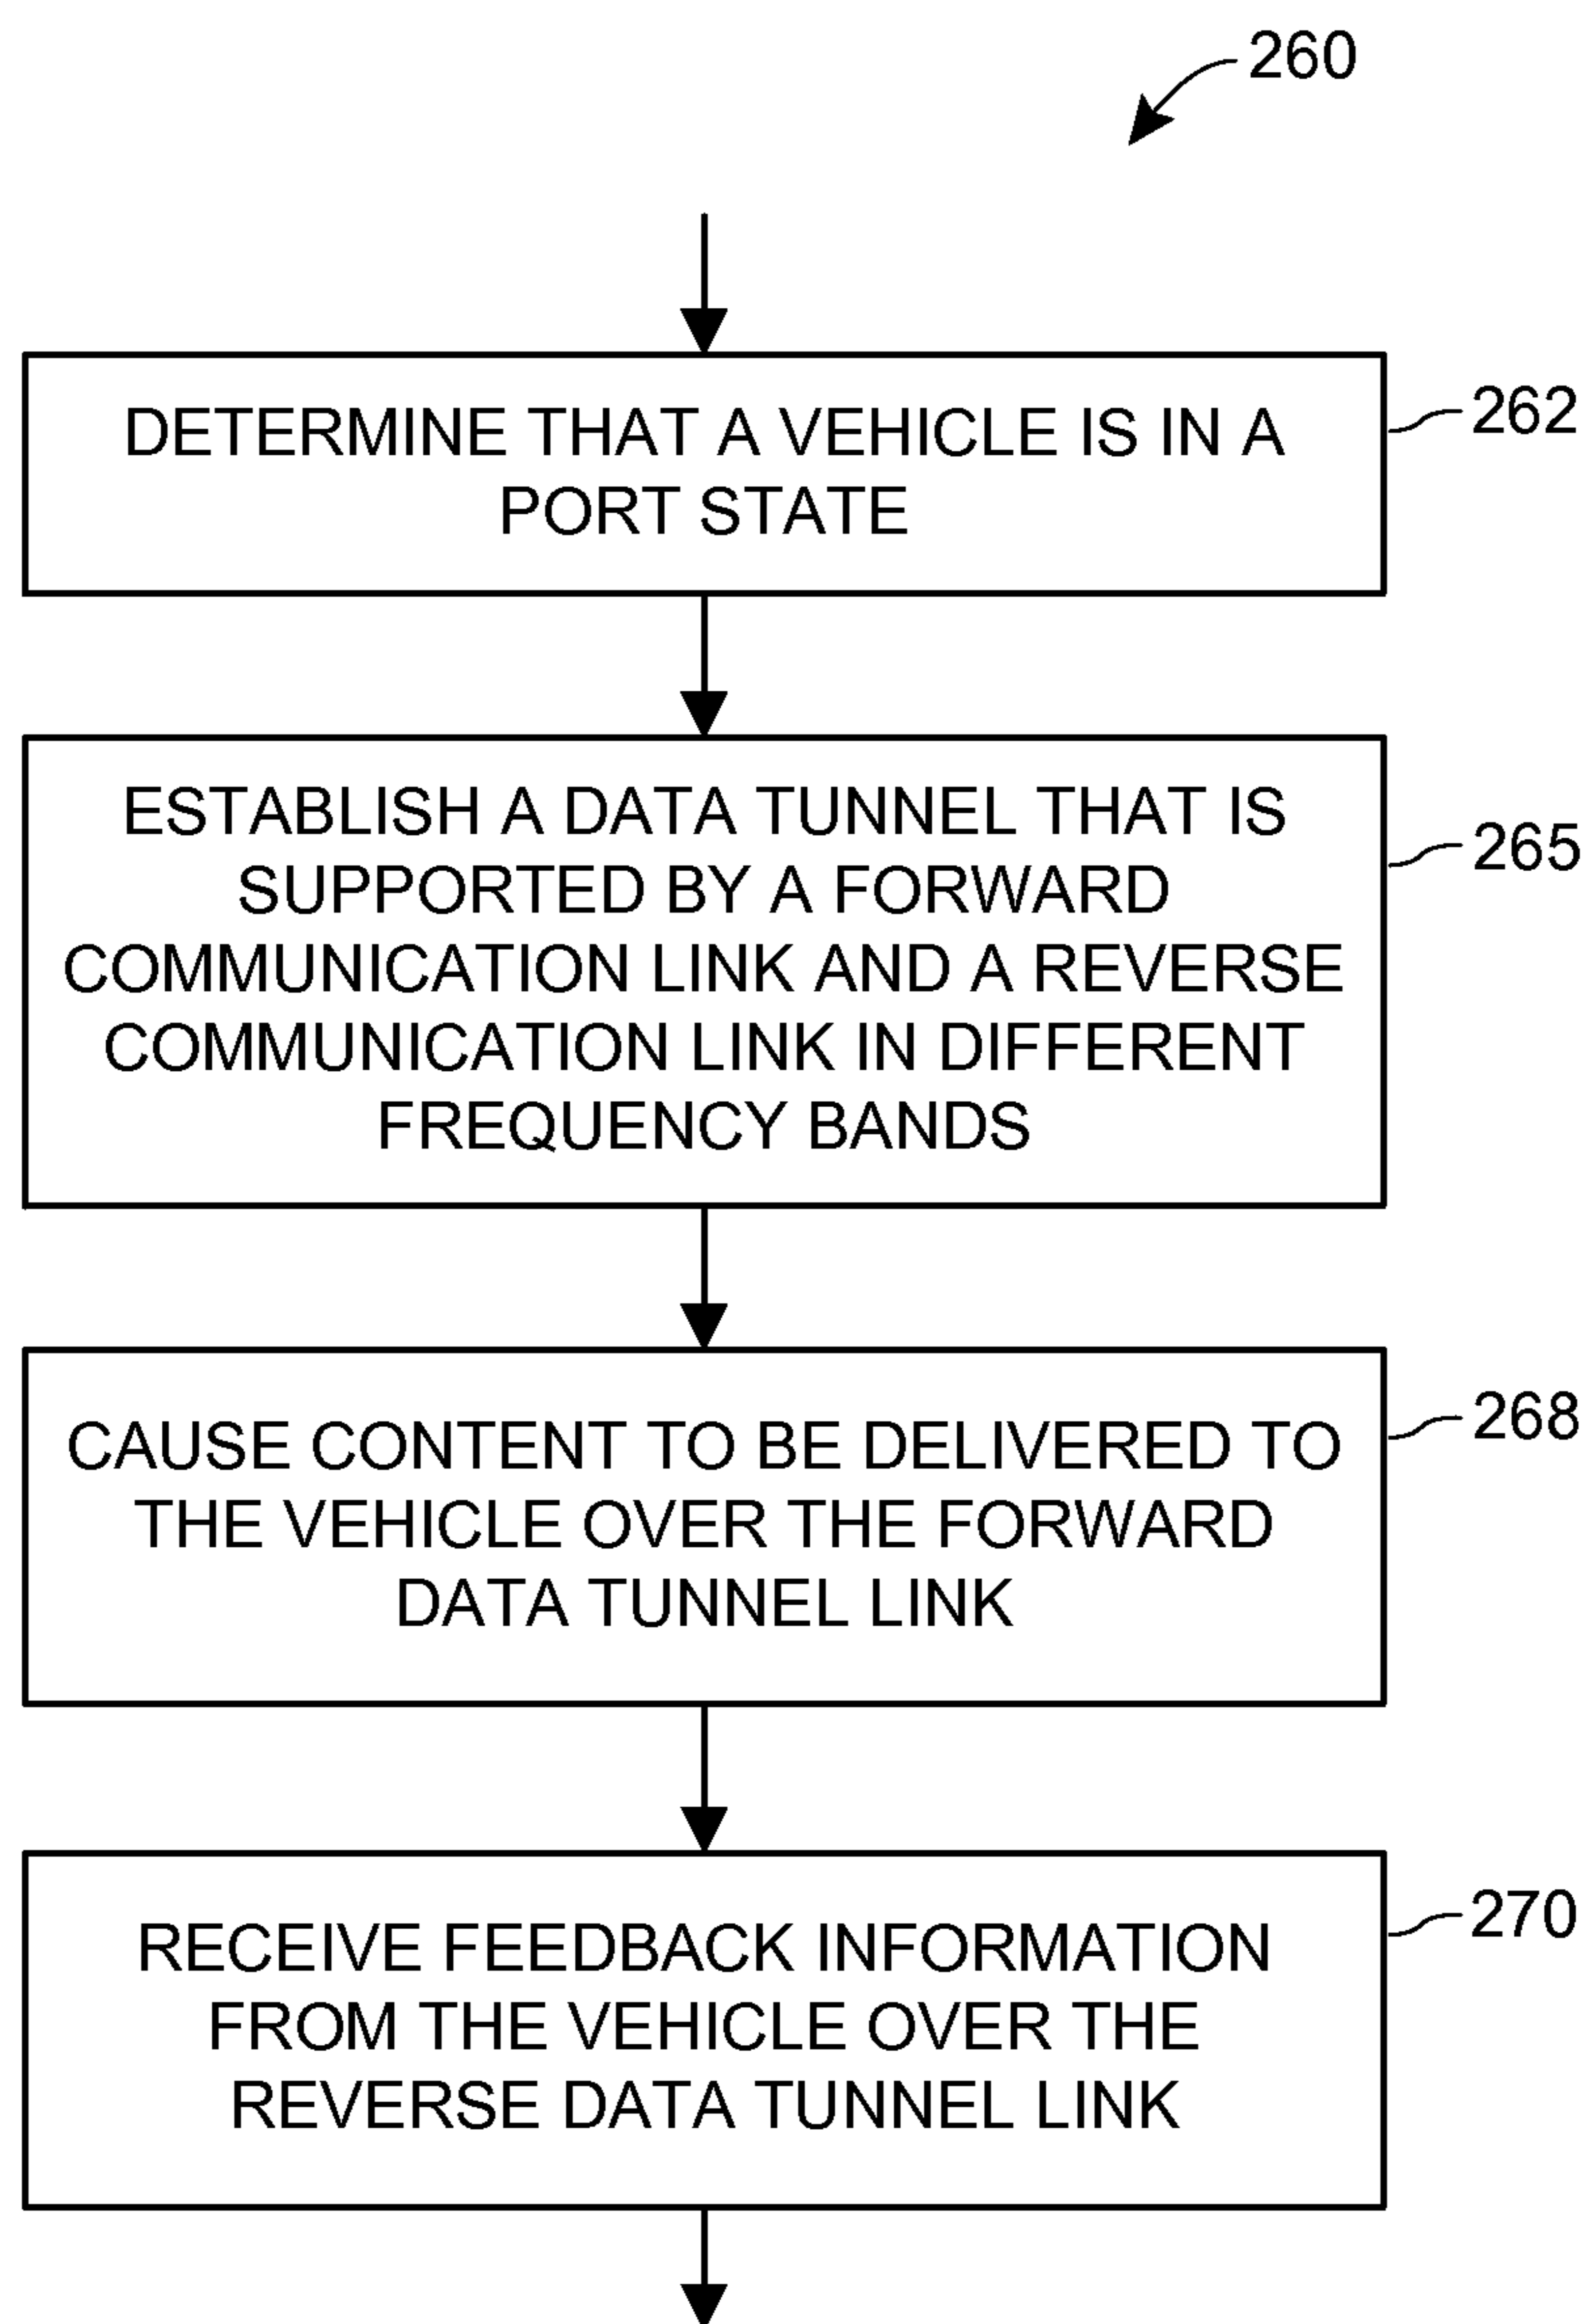 260
DETERMINE THAT A VEHICLE IS IN A
PORT STATE
262
ESTABLISH A DATA TUNNEL THAT IS
SUPPORTED BY A FORWARD
COMMUNICATION LINK AND A REVERSE
COMMUNICATION LINK IN DIFFERENT
FREQUENCY BANDS
265
CAUSE CONTENT TO BE DELIVERED TO
THE VEHICLE OVER THE FORWARD
DATA TUNNEL LINK
268
RECEIVE FEEDBACK INFORMATION
FROM THE VEHICLE OVER THE
REVERSE DATA TUNNEL LINK
270